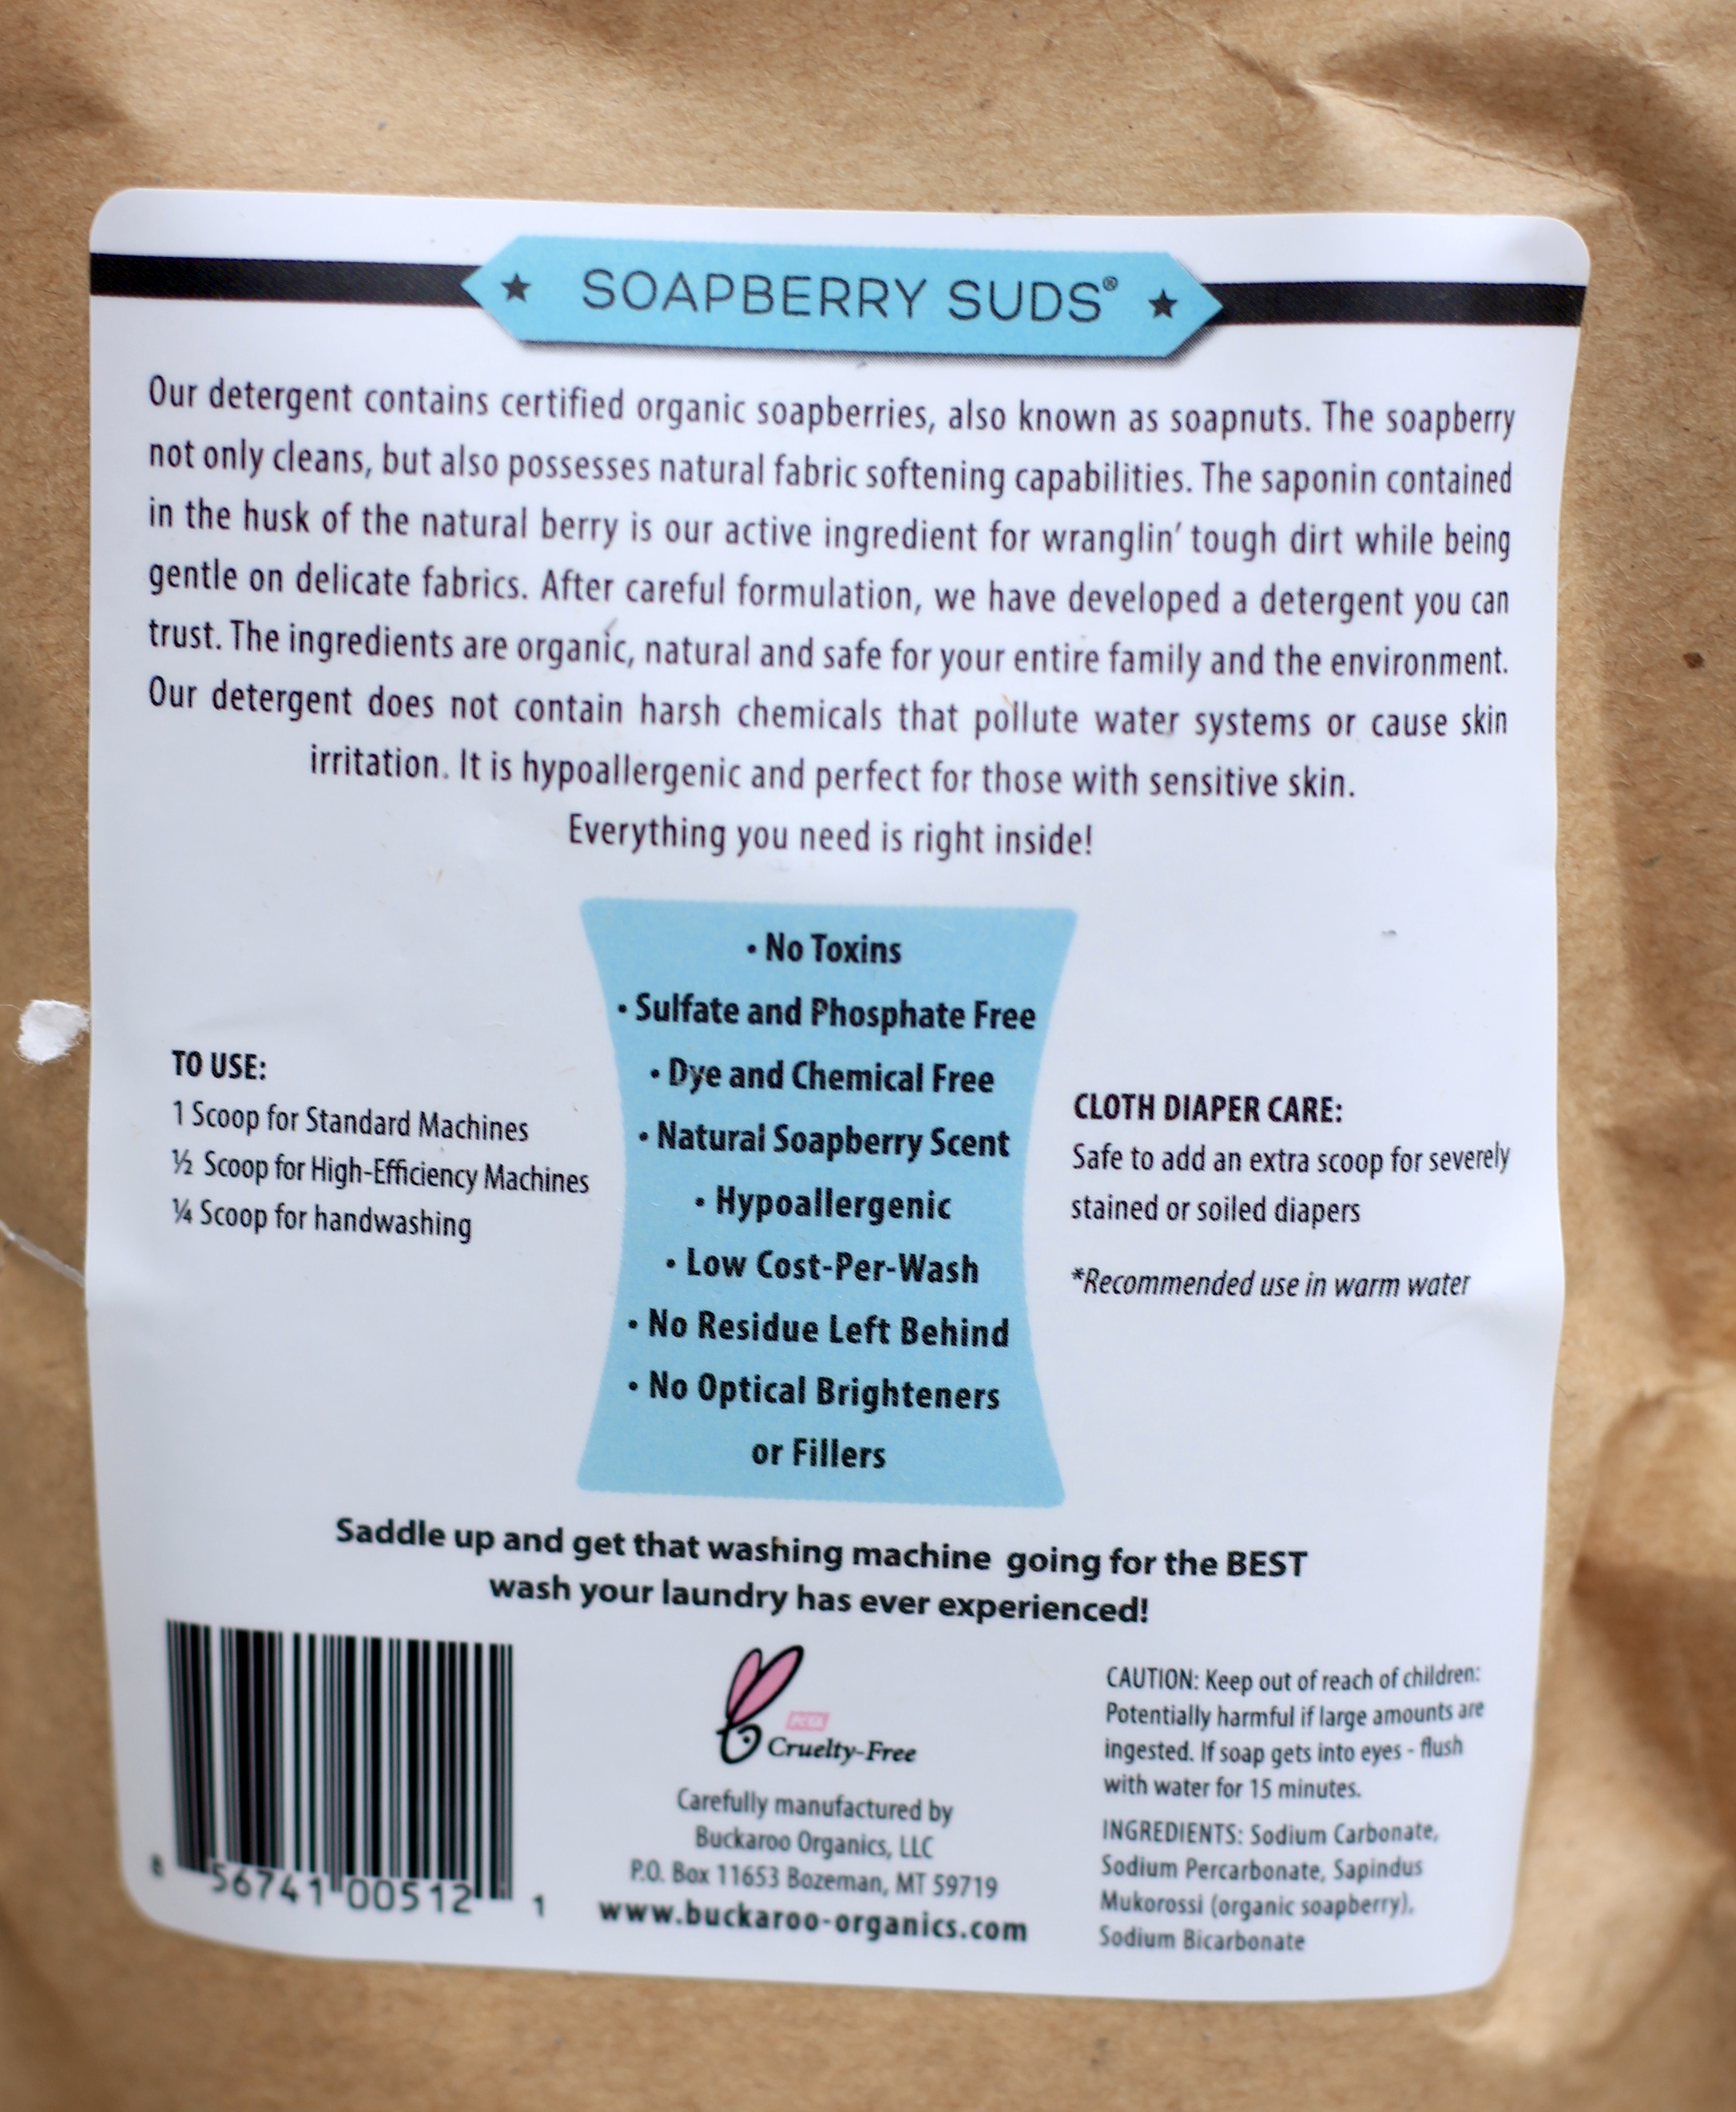 SOAPBERRY SUDS®
Our detergent contains certified organic soapberries, also known as soapnuts. The soapberry
not only cleans, but also possesses natural fabric softening capabilities. The saponin contained
in the husk of the natural berry is our active ingredient for wranglin’ tough dirt while being
gentle on delicate fabrics. After careful formulation, we have developed a detergent you can
trust. The ingredients are organic, natural and safe for your entire family and the environment.
Our detergent does not contain harsh chemicals that pollute water systems or cause skin
irritation. It is hypoallergenic and perfect for those with sensitive skin.
Everything you need is right inside!
TO USE:
1 Scoop for Standard Machines
½ Scoop for High-Efficiency Machines
¼ Scoop for handwashing
• No Toxins
• Sulfate and Phosphate Free
• Dye and Chemical Free
• Natural Soapberry Scent
• Hypoallergenic
• Low Cost-Per-Wash
• No Residue Left Behind
• No Optical Brighteners
or Fillers
CLOTH DIAPER CARE:
Safe to add an extra scoop for severely
stained or soiled diapers
*Recommended use in warm water
Saddle up and get that washing machine going for the BEST
wash your laundry has ever experienced!
8 56741 00512 1
PETA
Cruelty-Free
Carefully manufactured by
Buckaroo Organics, LLC
P.O. Box 11653 Bozeman, MT 59719
www.buckaroo-organics.com
CAUTION: Keep out of reach of children:
Potentially harmful if large amounts are
ingested. If soap gets into eyes - flush
with water for 15 minutes.
INGREDIENTS: Sodium Carbonate,
Sodium Percarbonate, Sapindus
Mukorossi (organic soapberry),
Sodium Bicarbonate